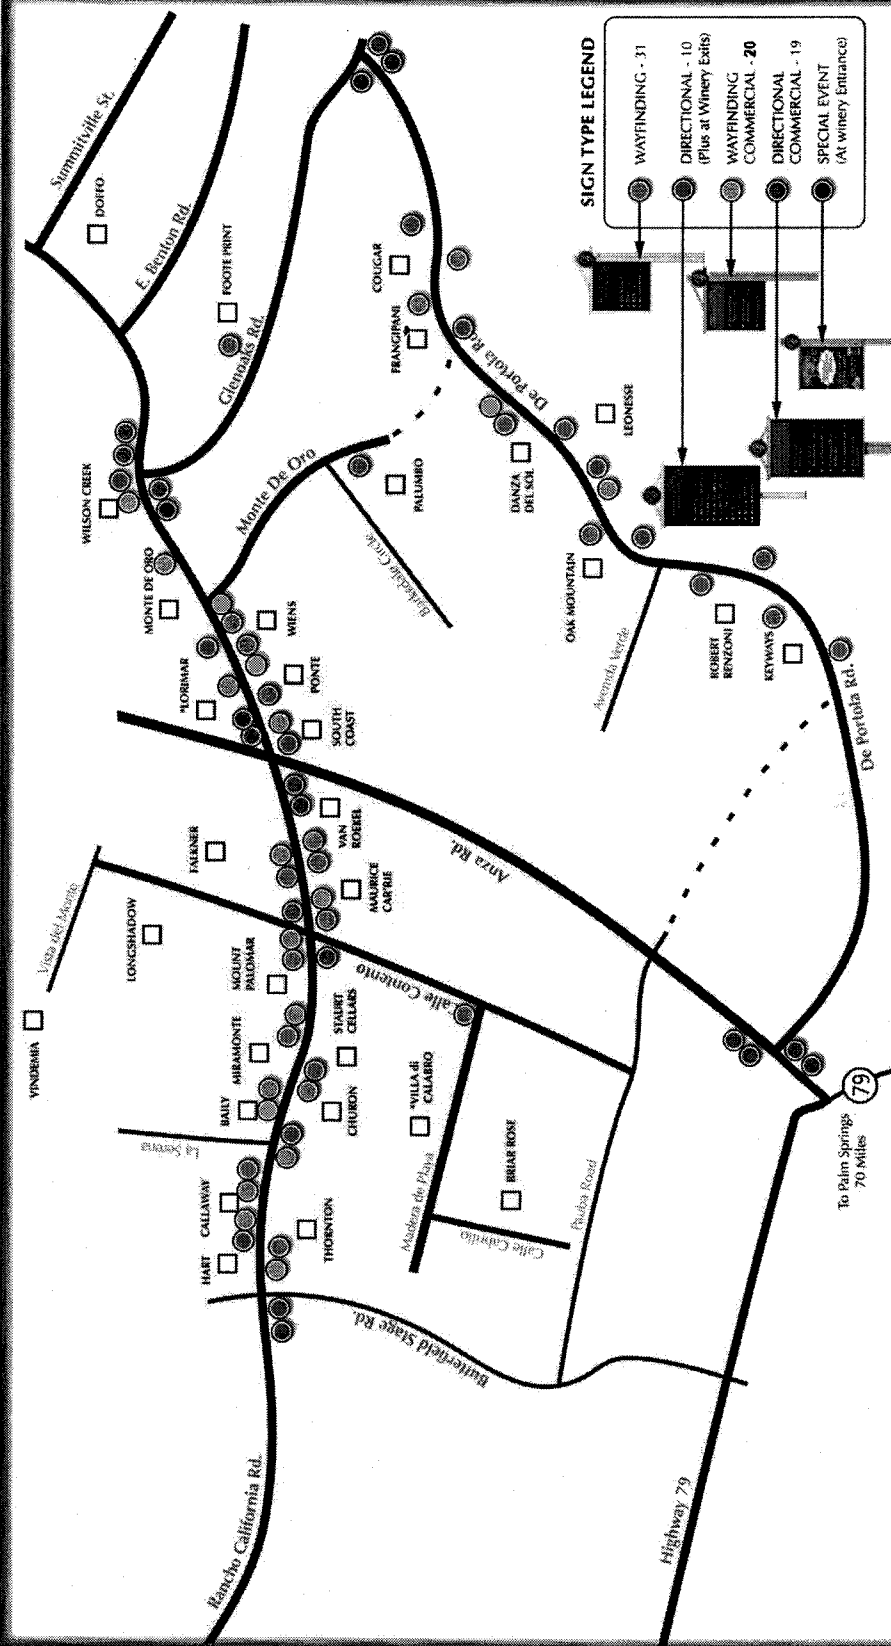 SIGN TYPE LEGEND
WAYFINDING - 31
DIRECTIONAL - 10
(Plus at Winery Exits)
WAYFINDING
COMMERCIAL - 20
DIRECTIONAL
COMMERCIAL - 19
SPECIAL EVENT
(At winery Entrance)
Summitville St.
DOFFO
E. Benton Rd.
FOOTE PRINT
Glenoaks Rd.
COUGAR
FRANGIPANI
De Portola Rd.
LEONESSE
DANZA
DEL SOL
WILSON CREEK
Monte De Oro
PALUMBO
Barksdale Circle
MONTE DE ORO
WIENS
OAK MOUNTAIN
*LORIMAR
PONTE
SOUTH
COAST
Avenida Verde
ROBERT
RENZONI
KEYWAYS
De Portola Rd.
FALKNER
VAN
ROEKEL
MAURICE
CAR'RIE
Anza Rd.
Vista del Monte
LONGSHADOW
MOUNT
PALOMAR
Calle Contento
VINDEMIA
MIRAMONTE
STAURT
CELLARS
BAILY
CHURON
*VILLA di
CALABRO
La Serena
BRIAR ROSE
CALLAWAY
HART
THORNTON
Madera de Playa
Calle Cabrillo
Pauba Road
79
To Palm Springs
70 Miles
Butterfield Stage Rd.
Rancho California Rd.
Highway 79